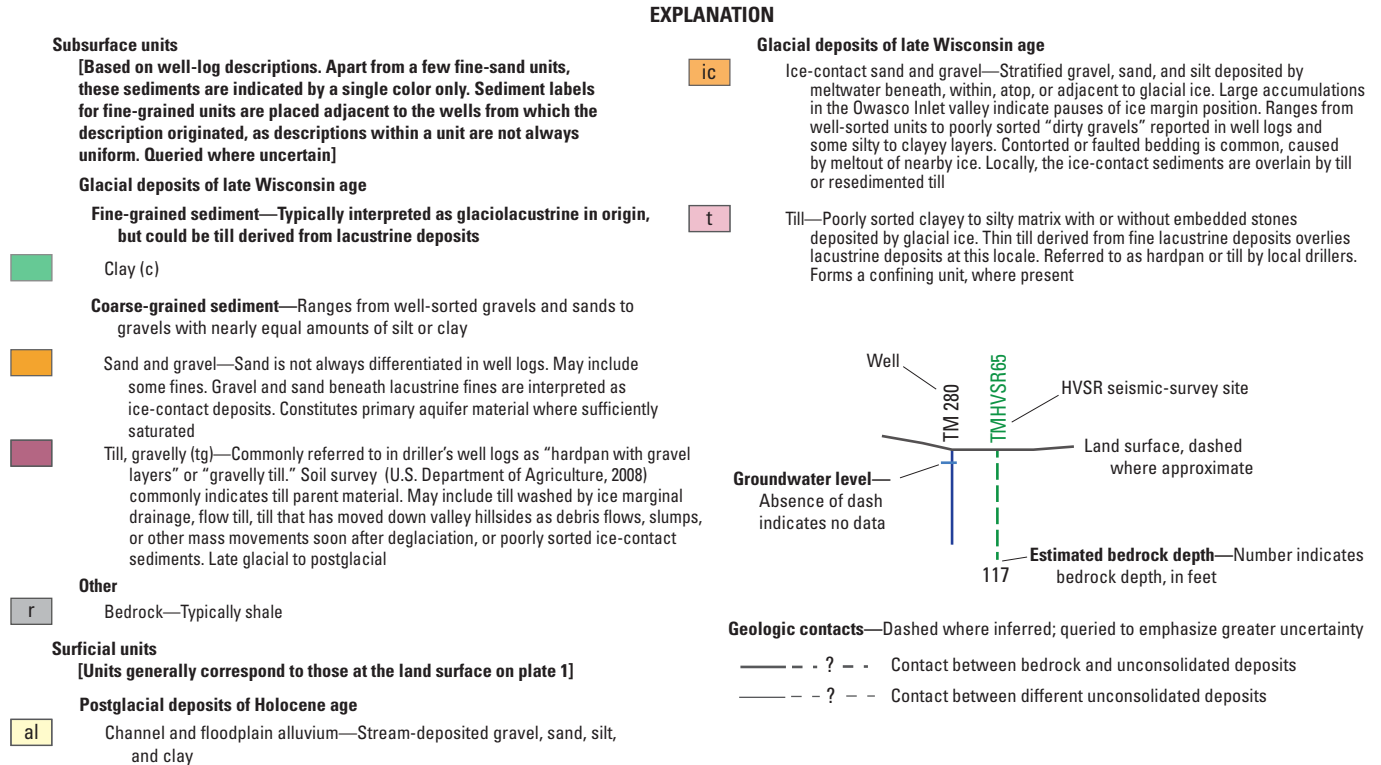 EXPLANATION
Subsurface units
[Based on well-log descriptions. Apart from a few fine-sand units,
these sediments are indicated by a single color only. Sediment labels
for fine-grained units are placed adjacent to the wells from which the
description originated, as descriptions within a unit are not always
uniform. Queried where uncertain]
Glacial deposits of late Wisconsin age
Fine-grained sediment—Typically interpreted as glaciolacustrine in origin,
but could be till derived from lacustrine deposits
Clay (c)
Coarse-grained sediment—Ranges from well-sorted gravels and sands to
gravels with nearly equal amounts of silt or clay
Sand and gravel—Sand is not always differentiated in well logs. May include
some fines. Gravel and sand beneath lacustrine fines are interpreted as
ice-contact deposits. Constitutes primary aquifer material where sufficiently
saturated
Till, gravelly (tg)—Commonly referred to in driller's well logs as “hardpan with gravel
layers” or “gravelly till.” Soil survey (U.S. Department of Agriculture, 2008)
commonly indicates till parent material. May include till washed by ice marginal
drainage, flow till, till that has moved down valley hillsides as debris flows, slumps,
or other mass movements soon after deglaciation, or poorly sorted ice-contact
sediments. Late glacial to postglacial
Other
r Bedrock—Typically shale
Surficial units
[Units generally correspond to those at the land surface on plate 1]
Postglacial deposits of Holocene age
al Channel and floodplain alluvium—Stream-deposited gravel, sand, silt,
and clay
Glacial deposits of late Wisconsin age
ic Ice-contact sand and gravel—Stratified gravel, sand, and silt deposited by
meltwater beneath, within, atop, or adjacent to glacial ice. Large accumulations
in the Owasco Inlet valley indicate pauses of ice margin position. Ranges from
well-sorted units to poorly sorted “dirty gravels” reported in well logs and
some silty to clayey layers. Contorted or faulted bedding is common, caused
by meltout of nearby ice. Locally, the ice-contact sediments are overlain by till
or resedimented till
t Till—Poorly sorted clayey to silty matrix with or without embedded stones
deposited by glacial ice. Thin till derived from fine lacustrine deposits overlies
lacustrine deposits at this locale. Referred to as hardpan or till by local drillers.
Forms a confining unit, where present
Well
TM 280
TMHVSR65
HVSR seismic-survey site
Land surface, dashed
where approximate
Groundwater level—
Absence of dash
indicates no data
Estimated bedrock depth—Number indicates
bedrock depth, in feet
117
Geologic contacts—Dashed where inferred; queried to emphasize greater uncertainty
? Contact between bedrock and unconsolidated deposits
? Contact between different unconsolidated deposits